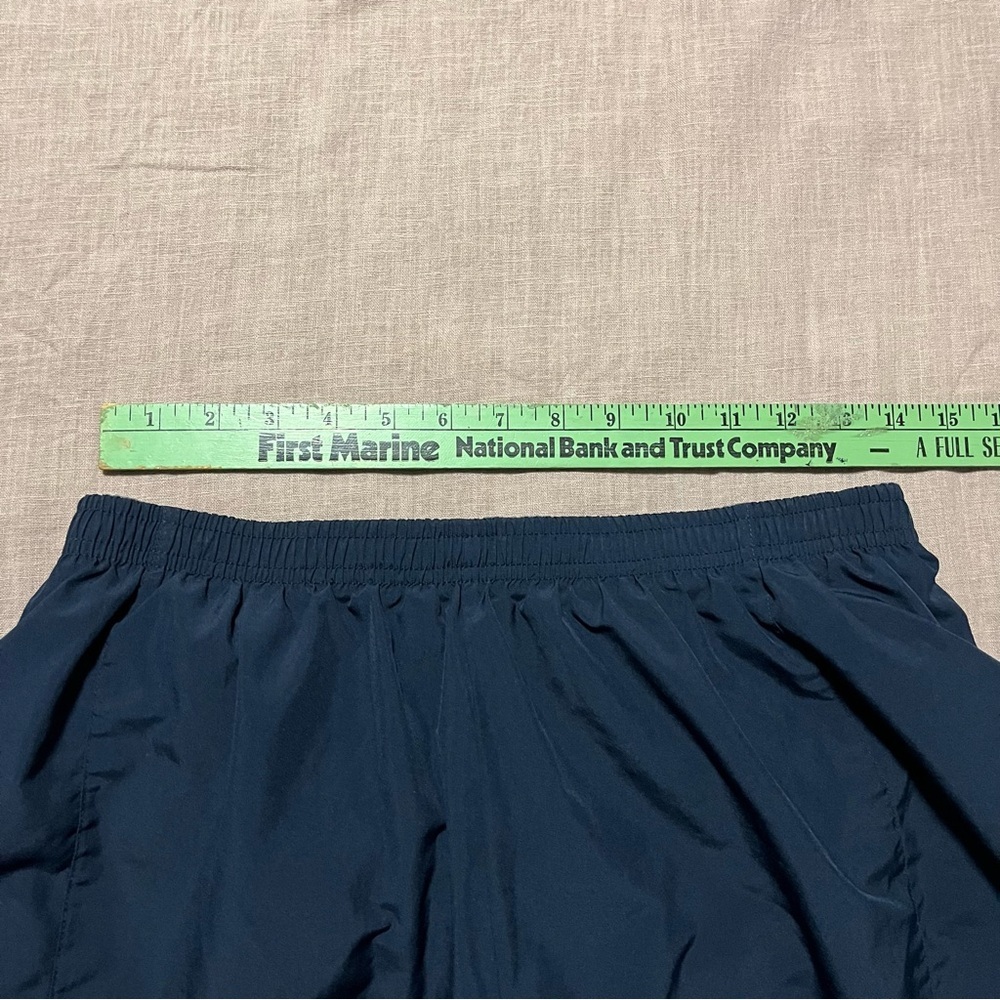 1 2 3 4 5 6 7 8 9 10 11 12 13 14 15
First Marine National Bank and Trust Company — A FULL SE